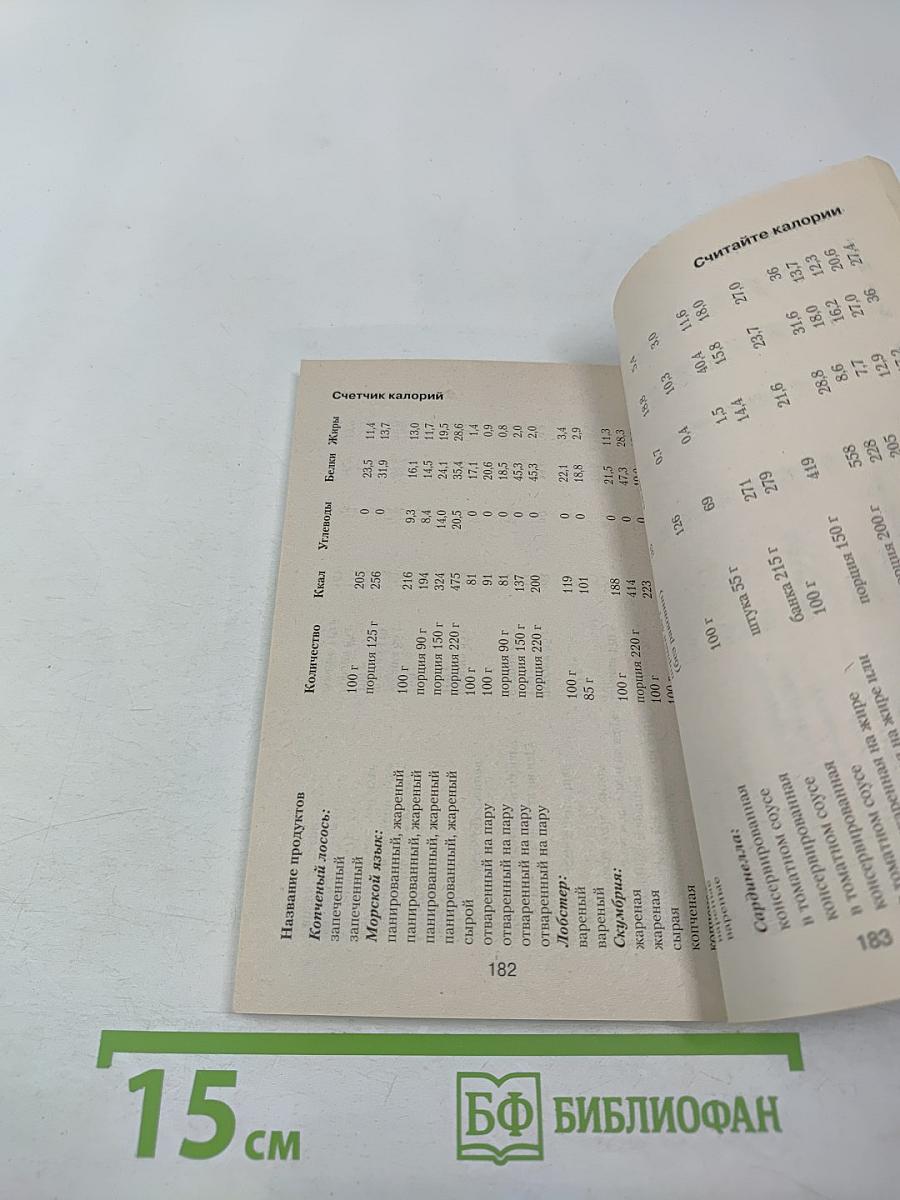 Счетчик калорий
Название продуктов Количество Ккал Углеводы Белки Жиры
Копченый лосось:
запеченный 100 г 205 0 23,5 11,4
запеченный порция 125 г 256 0 31,9 13,7
Морской язык:
панированный, жареный 100 г 216 9,3 16,1 13,0
панированный, жареный порция 90 г 194 8,4 14,5 11,7
панированный, жареный порция 150 г 324 14,0 24,1 19,5
панированный, жареный порция 220 г 475 20,5 35,4 28,6
сырой 100 г 81 0 17,1 1,4
отваренный на пару 100 г 91 0 20,6 0,9
отваренный на пару порция 90 г 81 0 18,5 0,8
отваренный на пару порция 150 г 137 0 45,3 2,0
отваренный на пару порция 220 г 200 0 45,3 2,0
Лобстер:
вареный 100 г 119 0 22,1 3,4
вареный 85 г 101 0 18,8 2,9
Скумбрия:
жареная 100 г 188 0 21,5 11,3
жареная порция 220 г 414 0 47,3 28,3
сырая 100 г 223 0
копченая 100
182
Считайте калории
18,8
126 0,7 10,3 3,0
100 г 69 0,4 40,4 11,6
271 1,5 15,8 18,0
штука 55 г 279 14,4
Сардинелла:
23,7 27,0
консервированная
в томатном соусе банка 215 г 419 21,6
36
консервированная
в томатном соусе 100 г
28,8 31,6 13,7
консервированная
в томатном соусе порция 150 г 558 8,6 18,0 12,3
228 7,7 16,2 20,6
205 12,9 27,0 27,4
36
на жире
на жире или
порция 200 г
томатном соусе
183
15 см
БФ БИБЛИОФАН